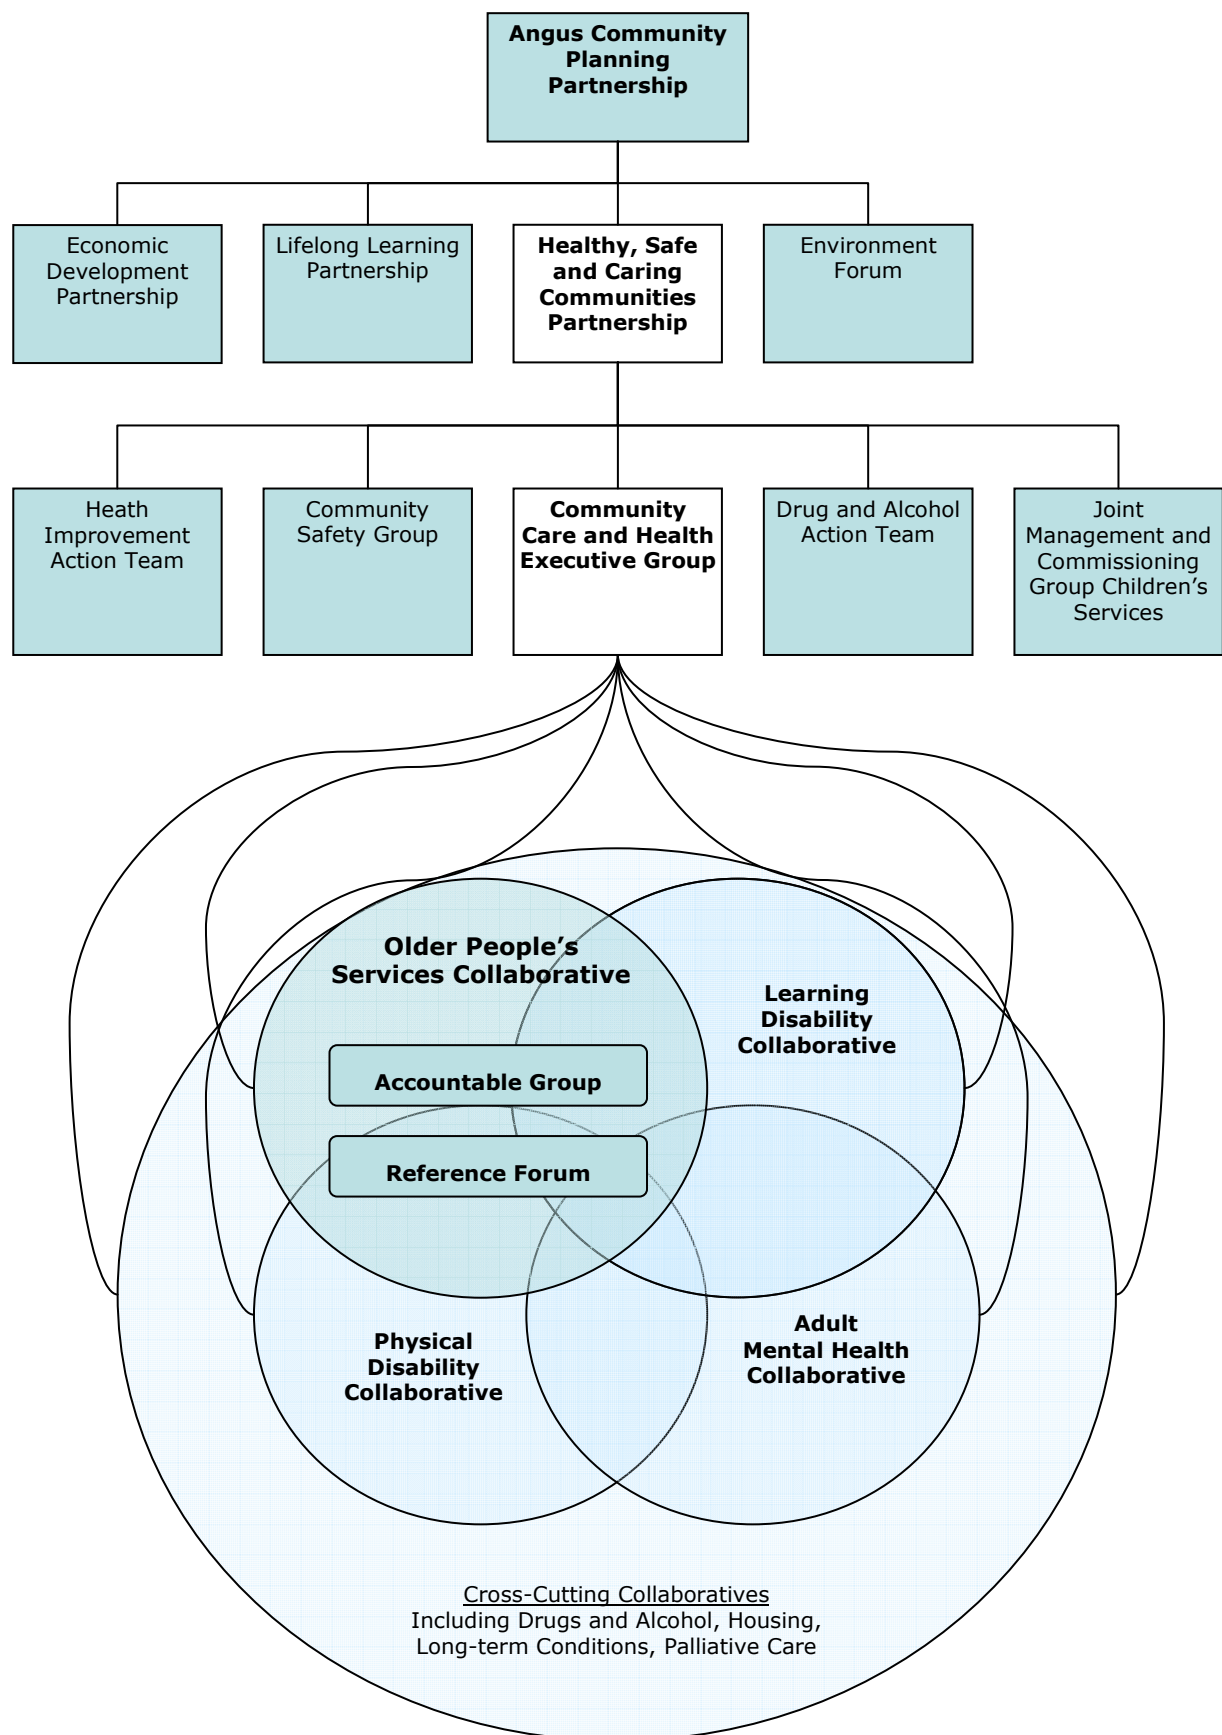 Angus Community
Planning
Partnership
Economic
Development
Partnership
Lifelong Learning
Partnership
Healthy, Safe
and Caring
Communities
Partnership
Environment
Forum
Heath
Improvement
Action Team
Community
Safety Group
Community
Care and Health
Executive Group
Drug and Alcohol
Action Team
Joint
Management and
Commissioning
Group Children’s
Services
Older People’s
Services Collaborative
Learning
Disability
Collaborative
Accountable Group
Reference Forum
Physical
Disability
Collaborative
Adult
Mental Health
Collaborative
Cross-Cutting Collaboratives
Including Drugs and Alcohol, Housing,
Long-term Conditions, Palliative Care